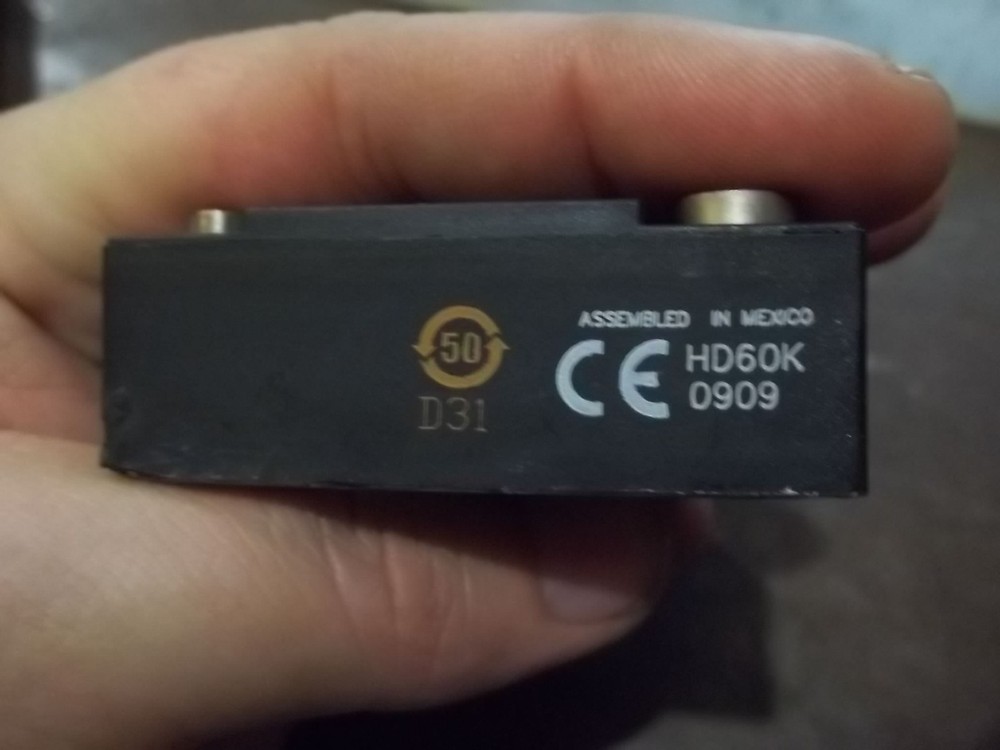 50
D31
ASSEMBLED IN MEXICO
CE HD60K
0909